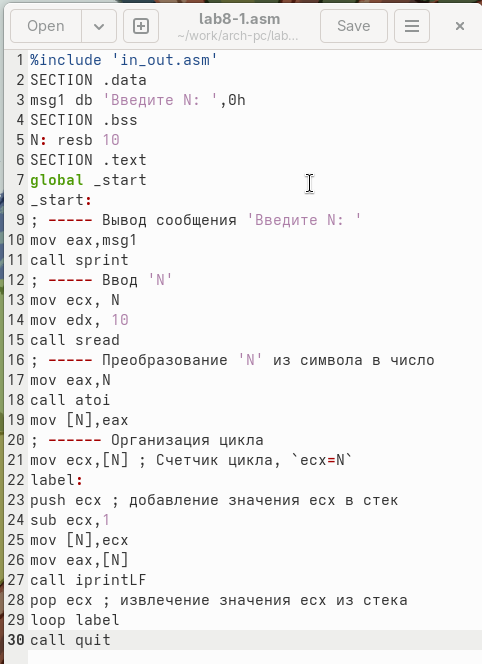 Open
lab8-1.asm
~/work/arch-pc/lab...
Save
1 %include 'in_out.asm'
2 SECTION .data
3 msg1 db 'Введите N: ',0h
4 SECTION .bss
5 N: resb 10
6 SECTION .text
7 global _start
8 _start:
9 ; ----- Вывод сообщения 'Введите N: '
10 mov eax,msg1
11 call sprint
12 ; ----- Ввод 'N'
13 mov ecx, N
14 mov edx, 10
15 call sread
16 ; ----- Преобразование 'N' из символа в число
17 mov eax,N
18 call atoi
19 mov [N],eax
20 ; ------ Организация цикла
21 mov ecx,[N] ; Счетчик цикла, `ecx=N`
22 label:
23 push ecx ; добавление значения ecx в стек
24 sub ecx,1
25 mov [N],ecx
26 mov eax,[N]
27 call iprintLF
28 pop ecx ; извлечение значения ecx из стека
29 loop label
30 call quit